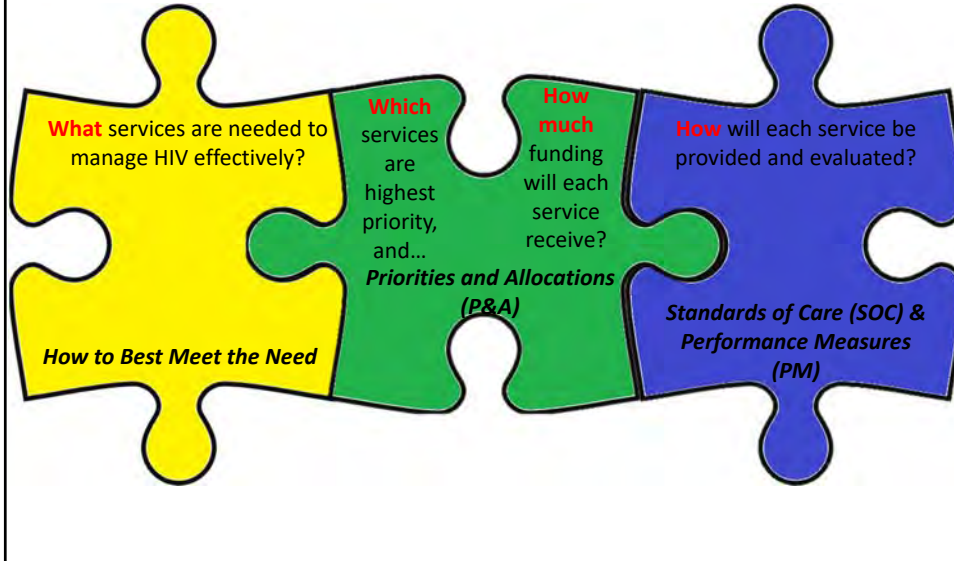 What services are needed to
manage HIV effectively?
How to Best Meet the Need
Which
services
are
highest
priority,
and…
How
much
funding
will each
service
receive?
Priorities and Allocations
(P&A)
How will each service be
provided and evaluated?
Standards of Care (SOC) &
Performance Measures
(PM)